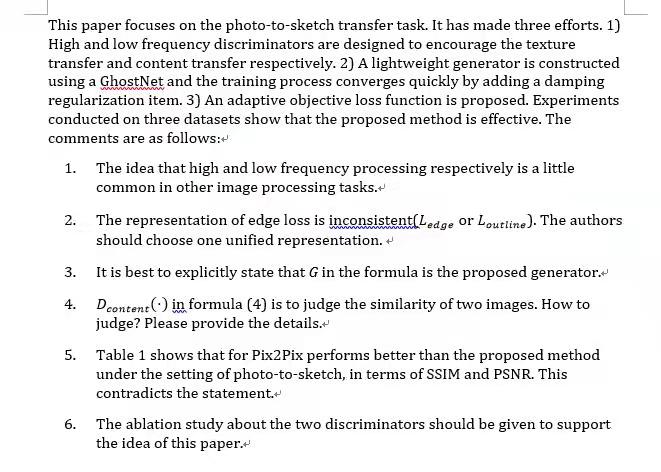 This paper focuses on the photo-to-sketch transfer task. It has made three efforts. 1)
High and low frequency discriminators are designed to encourage the texture
transfer and content transfer respectively. 2) A lightweight generator is constructed
using a GhostNet and the training process converges quickly by adding a damping
regularization item. 3) An adaptive objective loss function is proposed. Experiments
conducted on three datasets show that the proposed method is effective. The
comments are as follows:↵
1. The idea that high and low frequency processing respectively is a little
common in other image processing tasks.↵
2. The representation of edge loss is inconsistent(L_edge or L_outline). The authors
should choose one unified representation. ↵
3. It is best to explicitly state that G in the formula is the proposed generator.↵
4. D_content(·) in formula (4) is to judge the similarity of two images. How to
judge? Please provide the details.↵
5. Table 1 shows that for Pix2Pix performs better than the proposed method
under the setting of photo-to-sketch, in terms of SSIM and PSNR. This
contradicts the statement.↵
6. The ablation study about the two discriminators should be given to support
the idea of this paper.↵